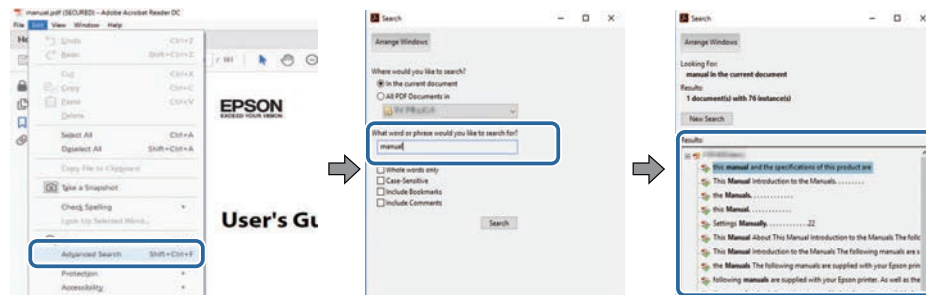 manual.pdf (SECURED) - Adobe Acrobat Reader DC
File Edit View Window Help
Undo Ctrl+Z
Shift+Ctrl+Z
Cut Ctrl+X
Copy Ctrl+C
Paste Ctrl+V
Delete
Select All Ctrl+A
Deselect All Shift+Ctrl+A
Copy File to Clipboard
Take a Snapshot
Check Spelling
Look Up Selected Word...
Advanced Search Shift+Ctrl+F
Protection
Accessibility
/ 181
EPSON
EXCEED YOUR VISION
User's Gu
Search
Arrange Windows
Where would you like to search?
In the current document
All PDF Documents in
What word or phrase would you like to search for?
manual
Whole words only
Case-Sensitive
Include Bookmarks
Include Comments
Search
Search
Arrange Windows
Looking For:
manual in the current document
Results:
1 document(s) with 76 instance(s)
New Search
Results:
this manual and the specifications of this product are
This Manual Introduction to the Manuals. . . . . . . . .
the Manuals. . . . . . . . . . . .
this Manual. . . . . . . . . . . .
Settings Manually. . . . . . . . . . . . .22
This Manual About This Manual Introduction to the Manuals The follo
This Manual Introduction to the Manuals The following manuals are s
the Manuals The following manuals are supplied with your Epson prin
following manuals are supplied with your Epson printer. As well as the